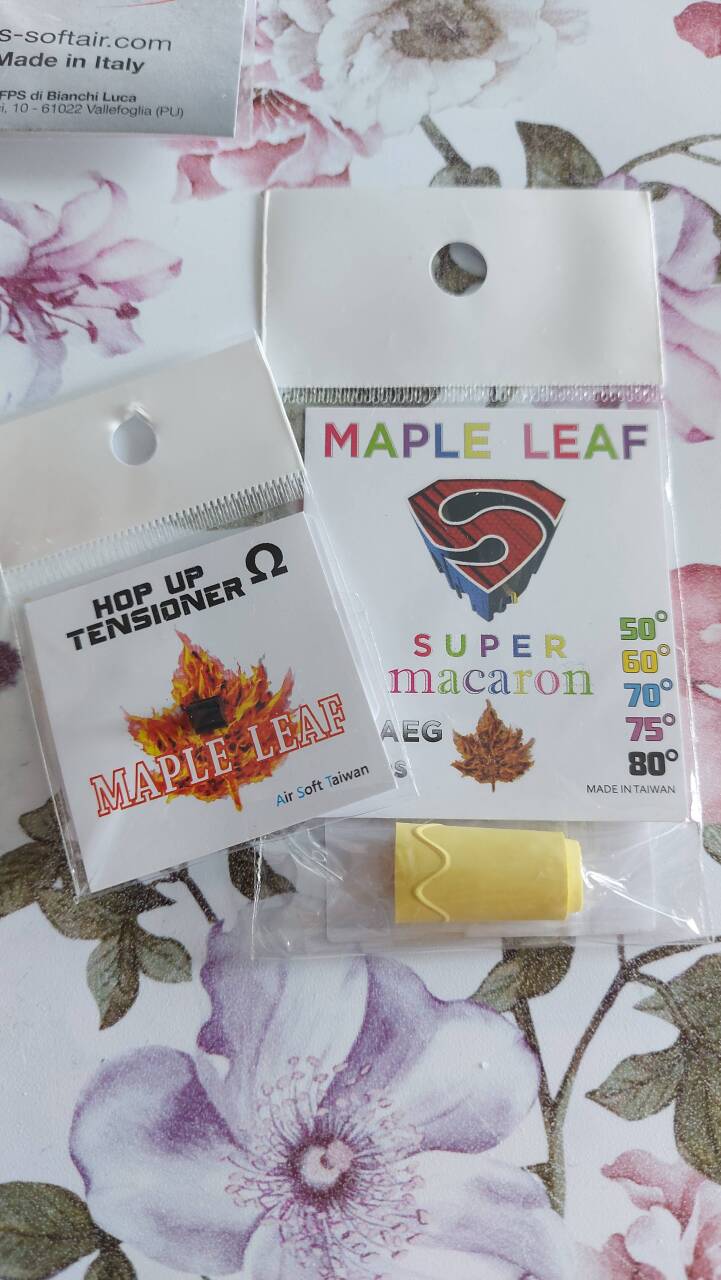 s-softair.com
Made in Italy
FPS di Bianchi Luca
10 - 61022 Vallefoglia (PU)
HOP UP
TENSIONER Ω
MAPLE LEAF
Air Soft Taiwan
MAPLE LEAF
SUPER
macaron
AEG
50°
60°
70°
75°
80°
MADE IN TAIWAN